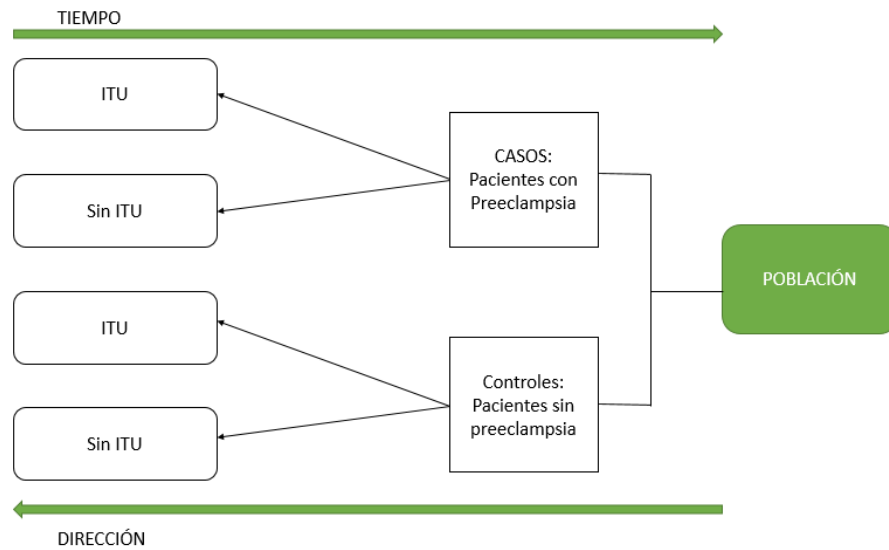 TIEMPO
ITU
Sin ITU
ITU
Sin ITU
CASOS:
Pacientes con
Preeclampsia
Controles:
Pacientes sin
preeclampsia
POBLACIÓN
DIRECCIÓN